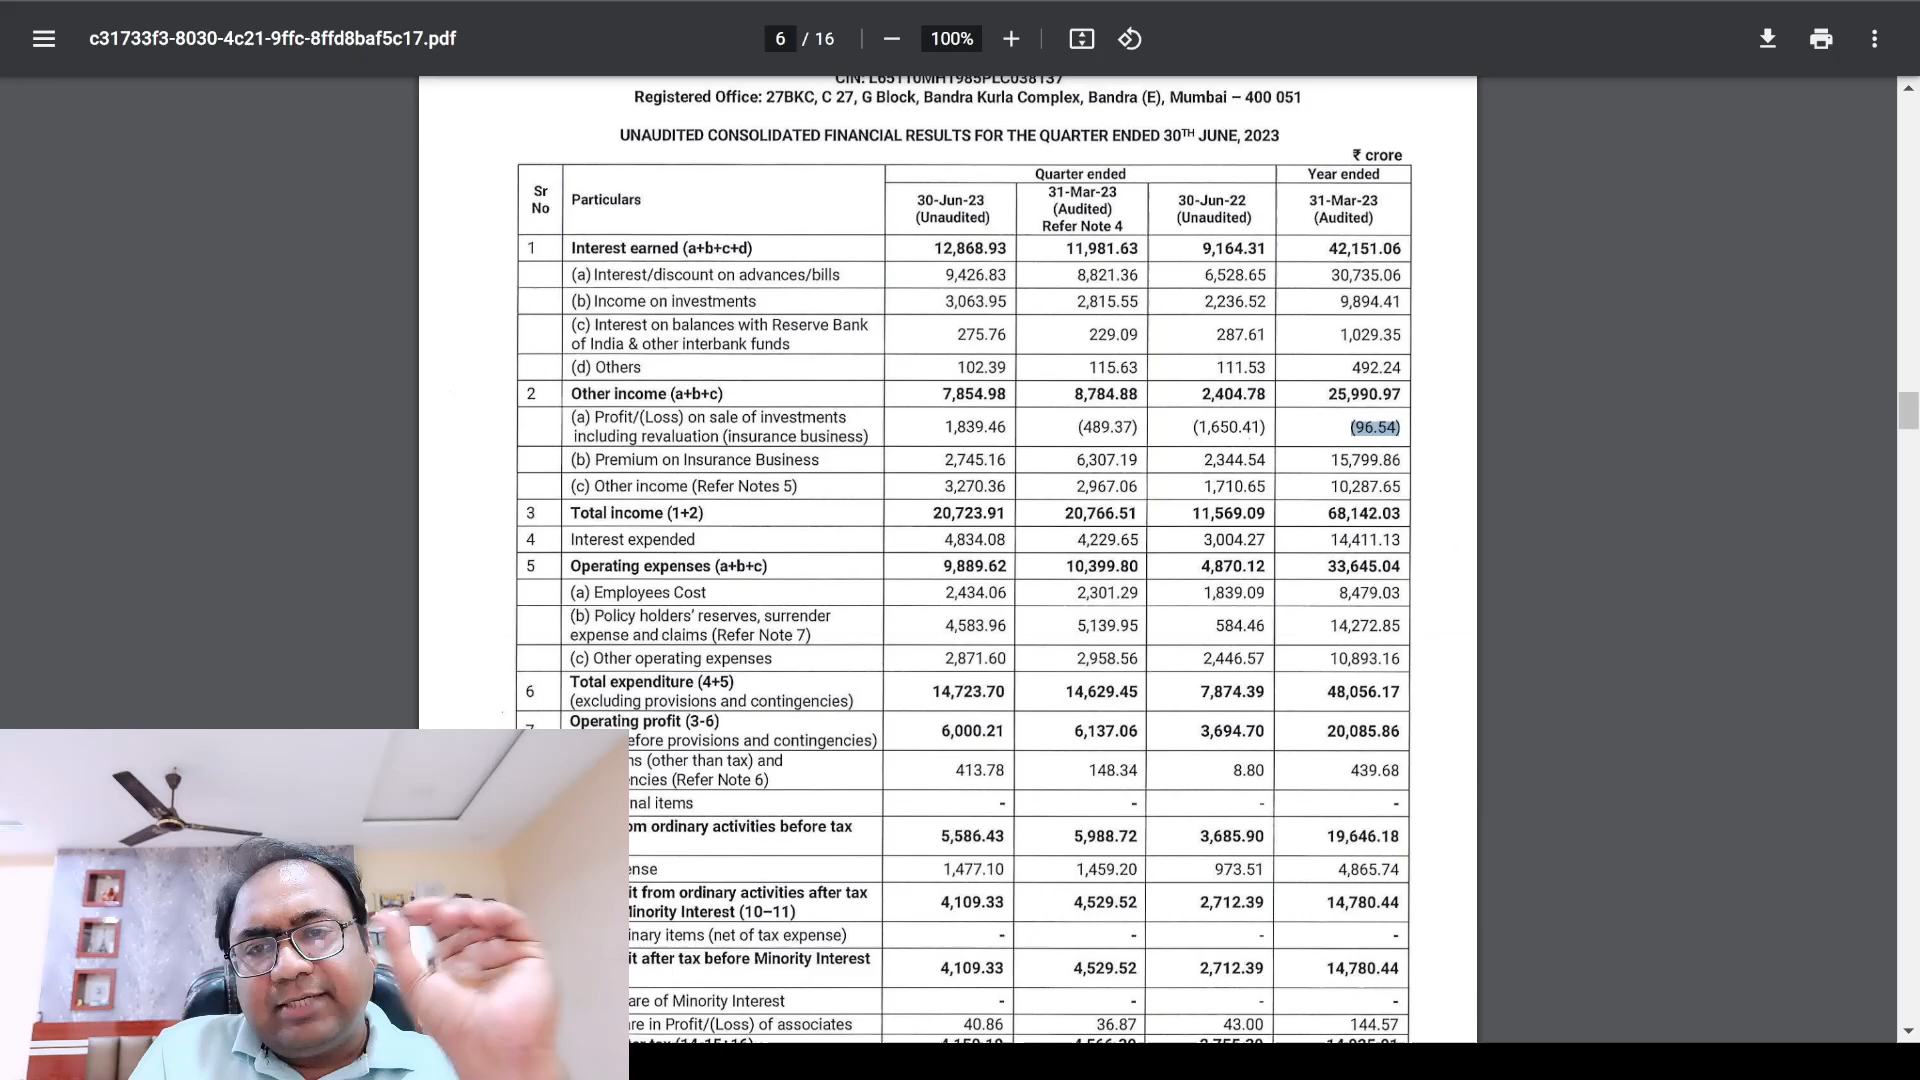 c31733f3-8030-4c21-9ffc-8ffd8baf5c17.pdf
6 / 16
100%
CIN: L65110MH1985PLC038137
Registered Office: 27BKC, C 27, G Block, Bandra Kurla Complex, Bandra (E), Mumbai – 400 051
UNAUDITED CONSOLIDATED FINANCIAL RESULTS FOR THE QUARTER ENDED 30TH JUNE, 2023
₹ crore
Sr No Particulars Quarter ended Year ended
30-Jun-23 (Unaudited) 31-Mar-23 (Audited) Refer Note 4 30-Jun-22 (Unaudited) 31-Mar-23 (Audited)
1 Interest earned (a+b+c+d) 12,868.93 11,981.63 9,164.31 42,151.06
(a) Interest/discount on advances/bills 9,426.83 8,821.36 6,528.65 30,735.06
(b) Income on investments 3,063.95 2,815.55 2,236.52 9,894.41
(c) Interest on balances with Reserve Bank
of India & other interbank funds 275.76 229.09 287.61 1,029.35
(d) Others 102.39 115.63 111.53 492.24
2 Other income (a+b+c) 7,854.98 8,784.88 2,404.78 25,990.97
(a) Profit/(Loss) on sale of investments
including revaluation (insurance business) 1,839.46 (489.37) (1,650.41) (96.54)
(b) Premium on Insurance Business 2,745.16 6,307.19 2,344.54 15,799.86
(c) Other income (Refer Notes 5) 3,270.36 2,967.06 1,710.65 10,287.65
3 Total income (1+2) 20,723.91 20,766.51 11,569.09 68,142.03
4 Interest expended 4,834.08 4,229.65 3,004.27 14,411.13
5 Operating expenses (a+b+c) 9,889.62 10,399.80 4,870.12 33,645.04
(a) Employees Cost 2,434.06 2,301.29 1,839.09 8,479.03
(b) Policy holders’ reserves, surrender
expense and claims (Refer Note 7) 4,583.96 5,139.95 584.46 14,272.85
(c) Other operating expenses 2,871.60 2,958.56 2,446.57 10,893.16
6 Total expenditure (4+5)
(excluding provisions and contingencies) 14,723.70 14,629.45 7,874.39 48,056.17
Operating profit (3-6)
efore provisions and contingencies) 6,000.21 6,137.06 3,694.70 20,085.86
ns (other than tax) and
ncies (Refer Note 6) 413.78 148.34 8.80 439.68
nal items - - - -
om ordinary activities before tax 5,586.43 5,988.72 3,685.90 19,646.18
ense 1,477.10 1,459.20 973.51 4,865.74
it from ordinary activities after tax
Minority Interest (10–11) 4,109.33 4,529.52 2,712.39 14,780.44
inary items (net of tax expense) - - - -
it after tax before Minority Interest 4,109.33 4,529.52 2,712.39 14,780.44
are of Minority Interest - - - -
re in Profit/(Loss) of associates 40.86 36.87 43.00 144.57